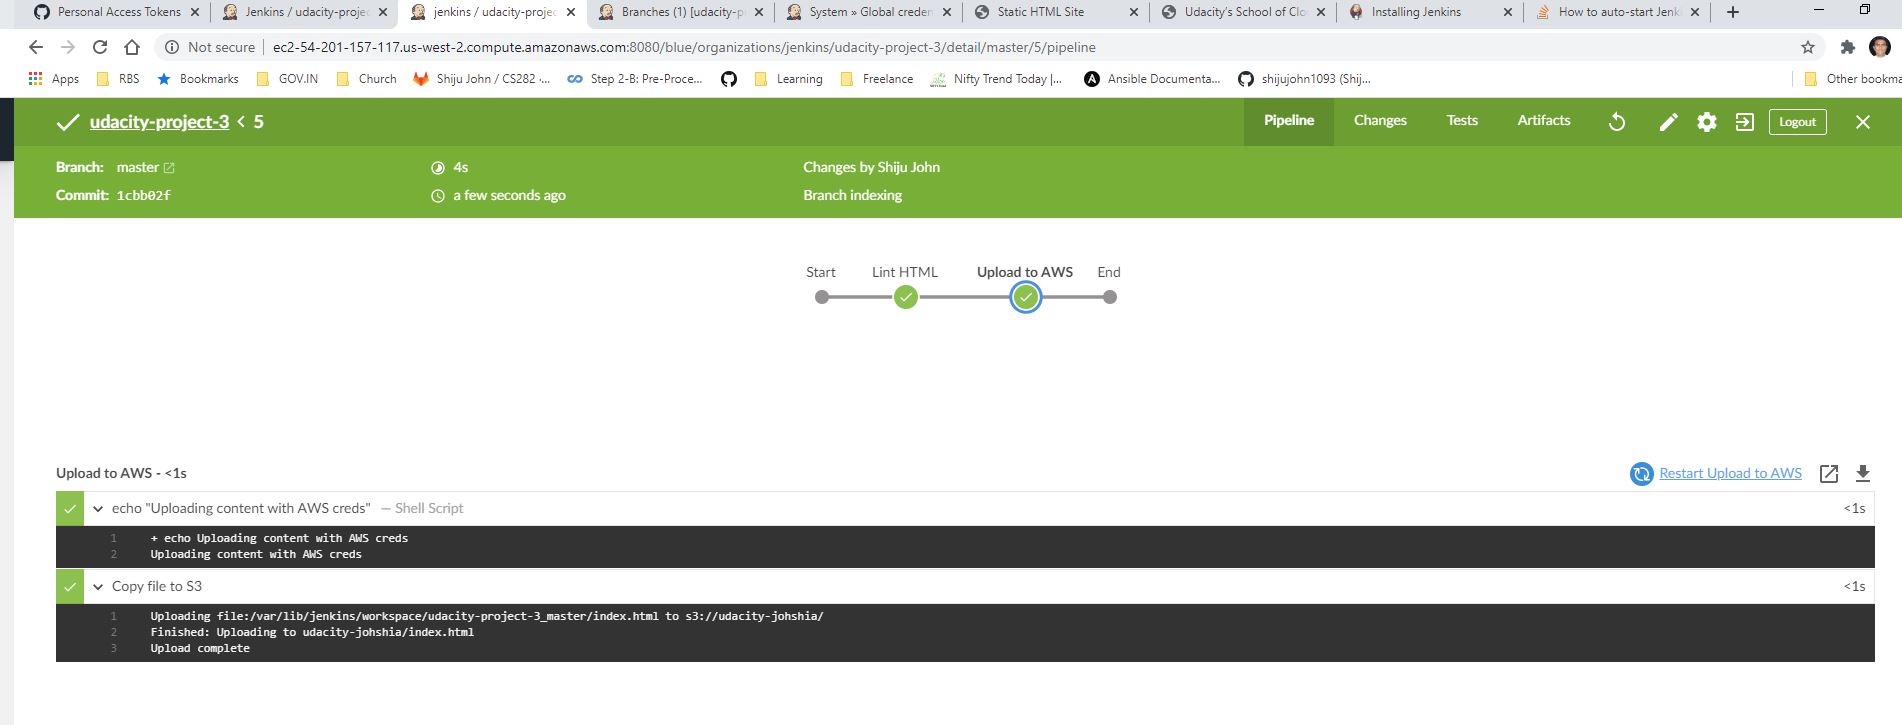 Personal Access Tokens
Jenkins / udacity-projec
jenkins / udacity-projec
Branches (1) [udacity-p
System » Global creden
Static HTML Site
Udacity's School of Clo
Installing Jenkins
How to auto-start Jenki
Not secure
ec2-54-201-157-117.us-west-2.compute.amazonaws.com:8080/blue/organizations/jenkins/udacity-project-3/detail/master/5/pipeline
Apps
RBS
Bookmarks
GOV.IN
Church
Shiju John / CS282 ·...
Step 2-B: Pre-Proce...
Learning
Freelance
Nifty Trend Today |...
Ansible Documenta...
shijujohn1093 (Shij...
Other bookma
udacity-project-3 < 5
Pipeline
Changes
Tests
Artifacts
Logout
Branch: master
4s
Changes by Shiju John
Commit: 1cbb02f
a few seconds ago
Branch indexing
Start
Lint HTML
Upload to AWS
End
Upload to AWS - <1s
Restart Upload to AWS
echo "Uploading content with AWS creds" — Shell Script
<1s
1 + echo Uploading content with AWS creds
2 Uploading content with AWS creds
Copy file to S3
<1s
1 Uploading file:/var/lib/jenkins/workspace/udacity-project-3_master/index.html to s3://udacity-johshia/
2 Finished: Uploading to udacity-johshia/index.html
3 Upload complete